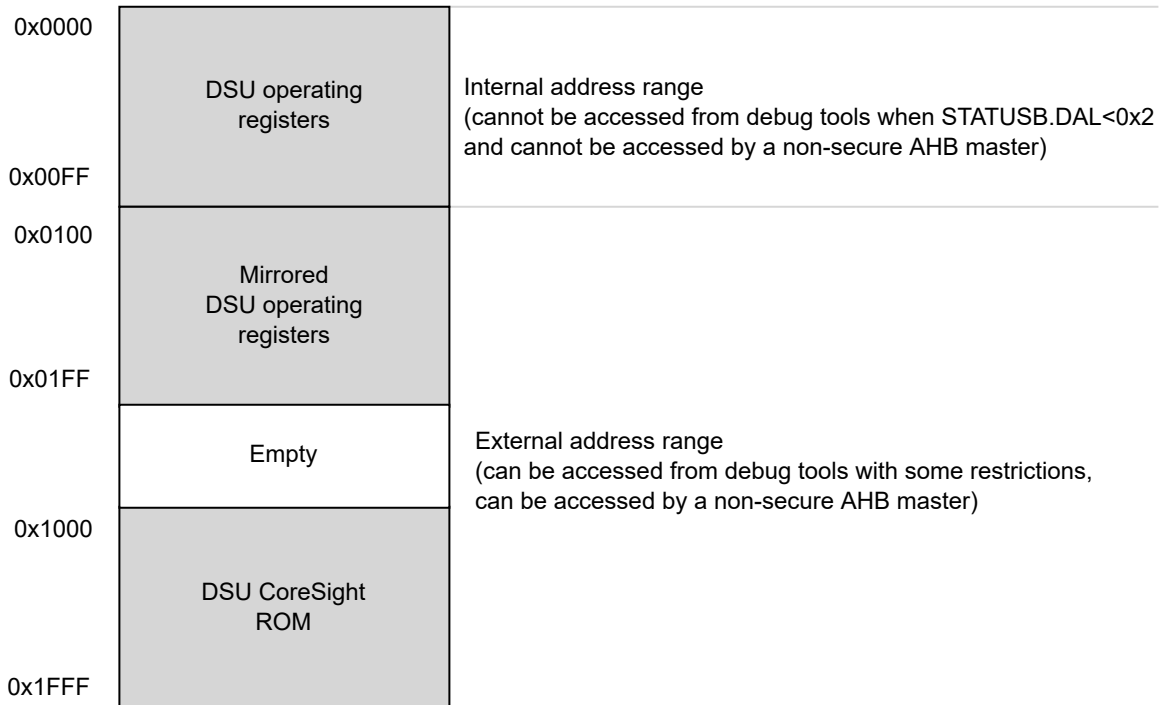 0x0000
DSU operating
registers
Internal address range
(cannot be accessed from debug tools when STATUSB.DAL<0x2
and cannot be accessed by a non-secure AHB master)
0x00FF
0x0100
Mirrored
DSU operating
registers
0x01FF
Empty
External address range
(can be accessed from debug tools with some restrictions,
can be accessed by a non-secure AHB master)
0x1000
DSU CoreSight
ROM
0x1FFF